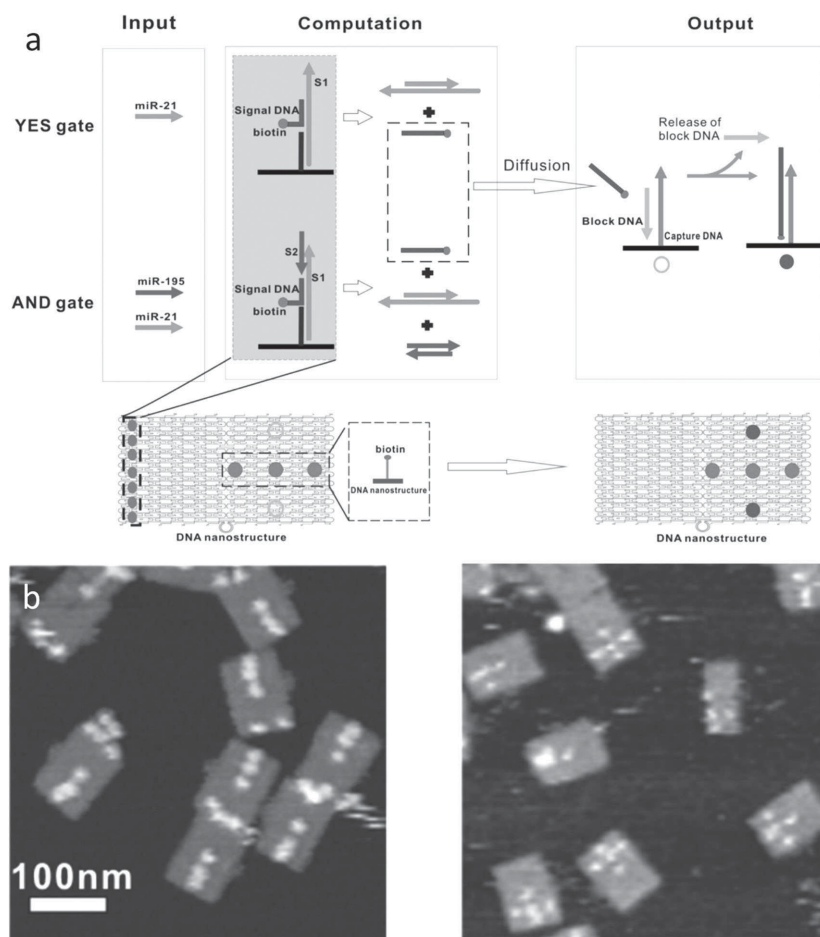 a
Input
Computation
Output
YES gate
miR-21
Signal DNA
biotin
S1
Diffusion
Release of
block DNA
Block DNA
Capture DNA
AND gate
miR-195
miR-21
S2
S1
Signal DNA
biotin
biotin
DNA nanostructure
DNA nanostructure
DNA nanostructure
b
100nm